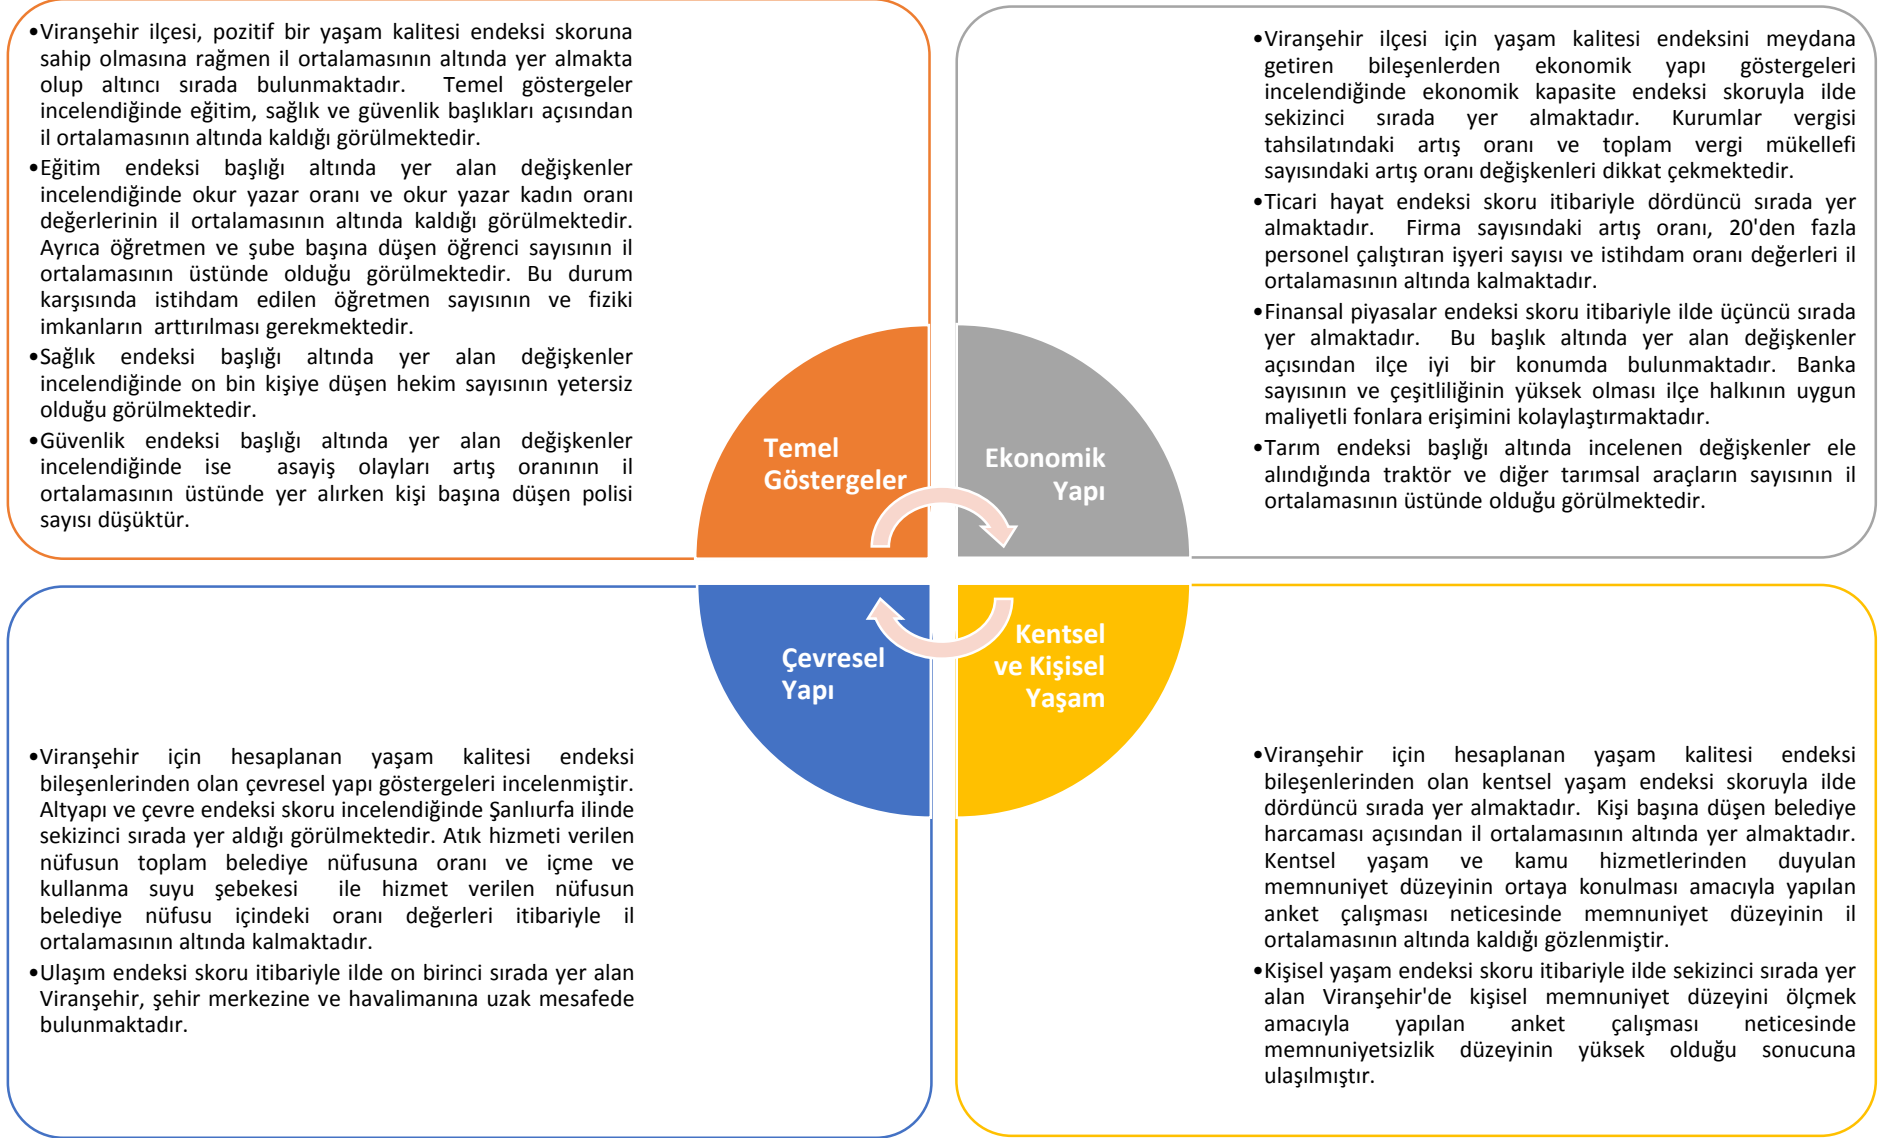 •Viranşehir ilçesi, pozitif bir yaşam kalitesi endeksi skoruna
sahip olmasına rağmen il ortalamasının altında yer almakta
olup altıncı sırada bulunmaktadır. Temel göstergeler
incelendiğinde eğitim, sağlık ve güvenlik başlıkları açısından
il ortalamasının altında kaldığı görülmektedir.
•Eğitim endeksi başlığı altında yer alan değişkenler
incelendiğinde okur yazar oranı ve okur yazar kadın oranı
değerlerinin il ortalamasının altında kaldığı görülmektedir.
Ayrıca öğretmen ve şube başına düşen öğrenci sayısının il
ortalamasının üstünde olduğu görülmektedir. Bu durum
karşısında istihdam edilen öğretmen sayısının ve fiziki
imkanların arttırılması gerekmektedir.
•Sağlık endeksi başlığı altında yer alan değişkenler
incelendiğinde on bin kişiye düşen hekim sayısının yetersiz
olduğu görülmektedir.
•Güvenlik endeksi başlığı altında yer alan değişkenler
incelendiğinde ise asayiş olayları artış oranının il
ortalamasının üstünde yer alırken kişi başına düşen polisi
sayısı düşüktür.
Temel
Göstergeler
•Viranşehir ilçesi için yaşam kalitesi endeksini meydana
getiren bileşenlerden ekonomik yapı göstergeleri
incelendiğinde ekonomik kapasite endeksi skoruyla ilde
sekizinci sırada yer almaktadır. Kurumlar vergisi
tahsilatındaki artış oranı ve toplam vergi mükellefi
sayısındaki artış oranı değişkenleri dikkat çekmektedir.
•Ticari hayat endeksi skoru itibariyle dördüncü sırada yer
almaktadır. Firma sayısındaki artış oranı, 20'den fazla
personel çalıştıran işyeri sayısı ve istihdam oranı değerleri il
ortalamasının altında kalmaktadır.
•Finansal piyasalar endeksi skoru itibariyle ilde üçüncü sırada
yer almaktadır. Bu başlık altında yer alan değişkenler
açısından ilçe iyi bir konumda bulunmaktadır. Banka
sayısının ve çeşitliliğinin yüksek olması ilçe halkının uygun
maliyetli fonlara erişimini kolaylaştırmaktadır.
•Tarım endeksi başlığı altında incelenen değişkenler ele
alındığında traktör ve diğer tarımsal araçların sayısının il
ortalamasının üstünde olduğu görülmektedir.
Ekonomik
Yapı
Çevresel
Yapı
•Viranşehir için hesaplanan yaşam kalitesi endeksi
bileşenlerinden olan çevresel yapı göstergeleri incelenmiştir.
Altyapı ve çevre endeksi skoru incelendiğinde Şanlıurfa ilinde
sekizinci sırada yer aldığı görülmektedir. Atık hizmeti verilen
nüfusun toplam belediye nüfusuna oranı ve içme ve
kullanma suyu şebekesi ile hizmet verilen nüfusun
belediye nüfusu içindeki oranı değerleri itibariyle il
ortalamasının altında kalmaktadır.
•Ulaşım endeksi skoru itibariyle ilde on birinci sırada yer alan
Viranşehir, şehir merkezine ve havalimanına uzak mesafede
bulunmaktadır.
Kentsel
ve Kişisel
Yaşam
•Viranşehir için hesaplanan yaşam kalitesi endeksi
bileşenlerinden olan kentsel yaşam endeksi skoruyla ilde
dördüncü sırada yer almaktadır. Kişi başına düşen belediye
harcaması açısından il ortalamasının altında yer almaktadır.
Kentsel yaşam ve kamu hizmetlerinden duyulan
memnuniyet düzeyinin ortaya konulması amacıyla yapılan
anket çalışması neticesinde memnuniyet düzeyinin il
ortalamasının altında kaldığı gözlenmiştir.
•Kişisel yaşam endeksi skoru itibariyle ilde sekizinci sırada yer
alan Viranşehir'de kişisel memnuniyet düzeyini ölçmek
amacıyla yapılan anket çalışması neticesinde
memnuniyetsizlik düzeyinin yüksek olduğu sonucuna
ulaşılmıştır.